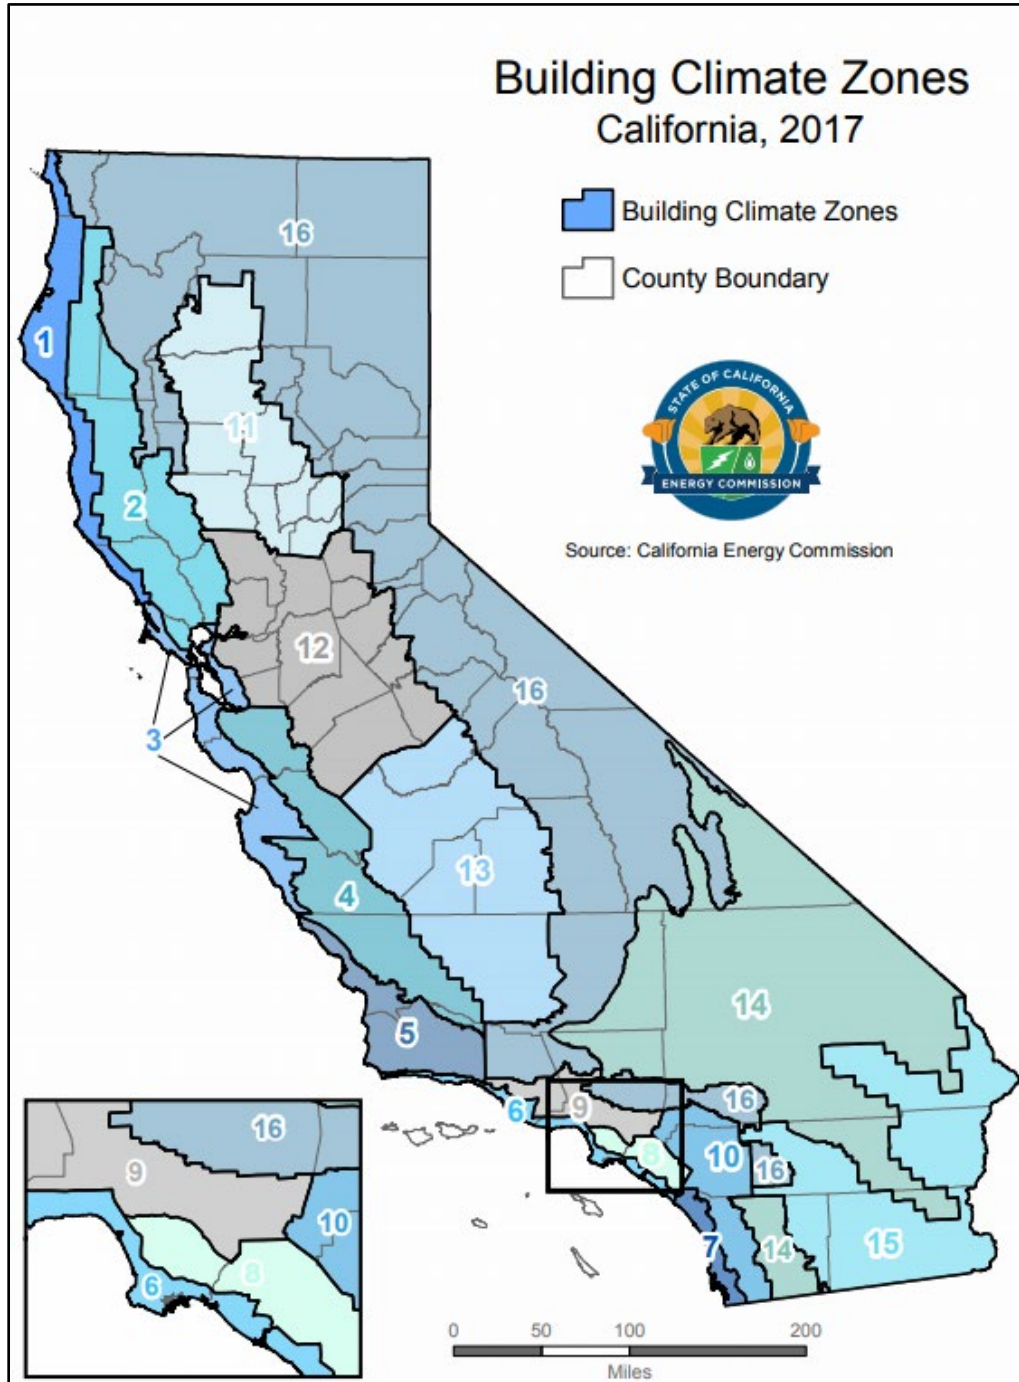 Building Climate Zones
California, 2017
Building Climate Zones
County Boundary
STATE OF CALIFORNIA
ENERGY COMMISSION
Source: California Energy Commission
16
1
11
2
12
16
3
13
4
14
5
6
9
16
8
10
16
7
14
15
16
9
10
8
6
0 50 100 200
Miles